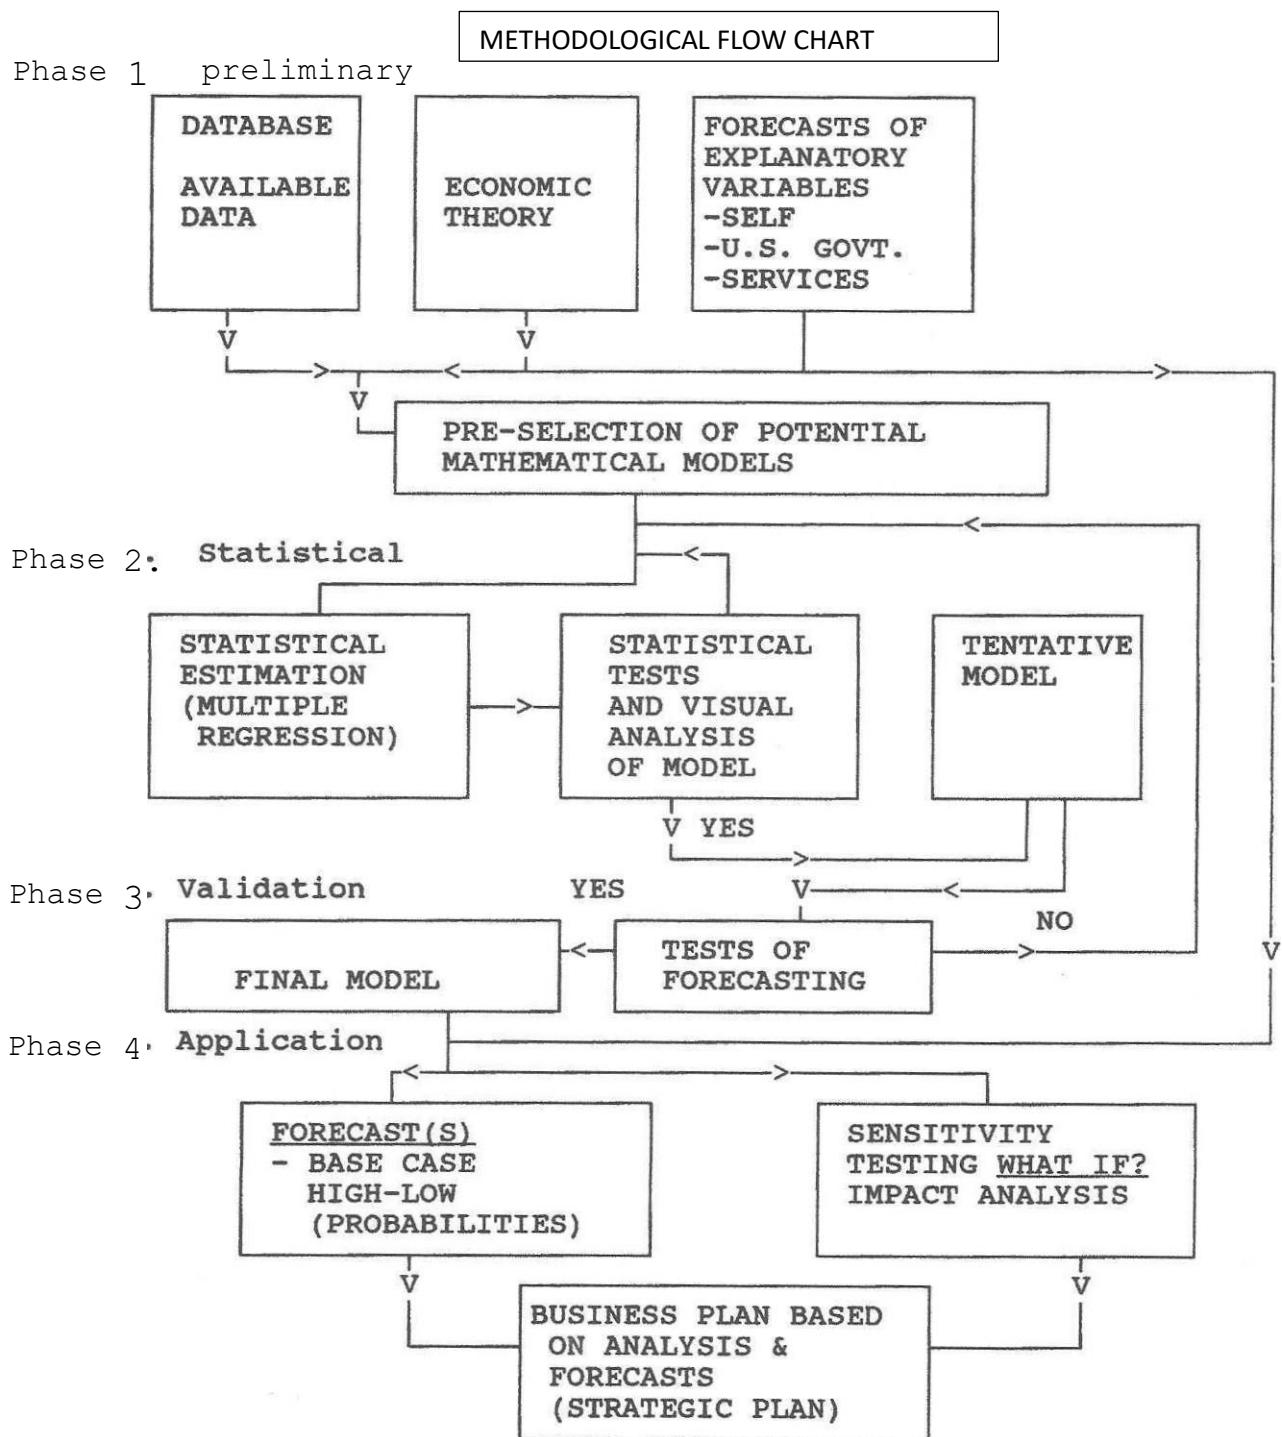 METHODOLOGICAL FLOW CHART
Phase 1 preliminary
DATABASE
AVAILABLE
DATA
ECONOMIC
THEORY
FORECASTS OF
EXPLANATORY
VARIABLES
-SELF
-U.S. GOVT.
-SERVICES
PRE-SELECTION OF POTENTIAL
MATHEMATICAL MODELS
Phase 2: Statistical
STATISTICAL
ESTIMATION
(MULTIPLE
REGRESSION)
STATISTICAL
TESTS
AND VISUAL
ANALYSIS
OF MODEL
TENTATIVE
MODEL
YES
Phase 3. Validation
YES
NO
FINAL MODEL
TESTS OF
FORECASTING
Phase 4. Application
FORECAST(S)
- BASE CASE
HIGH-LOW
(PROBABILITIES)
SENSITIVITY
TESTING WHAT IF?
IMPACT ANALYSIS
BUSINESS PLAN BASED
ON ANALYSIS &
FORECASTS
(STRATEGIC PLAN)